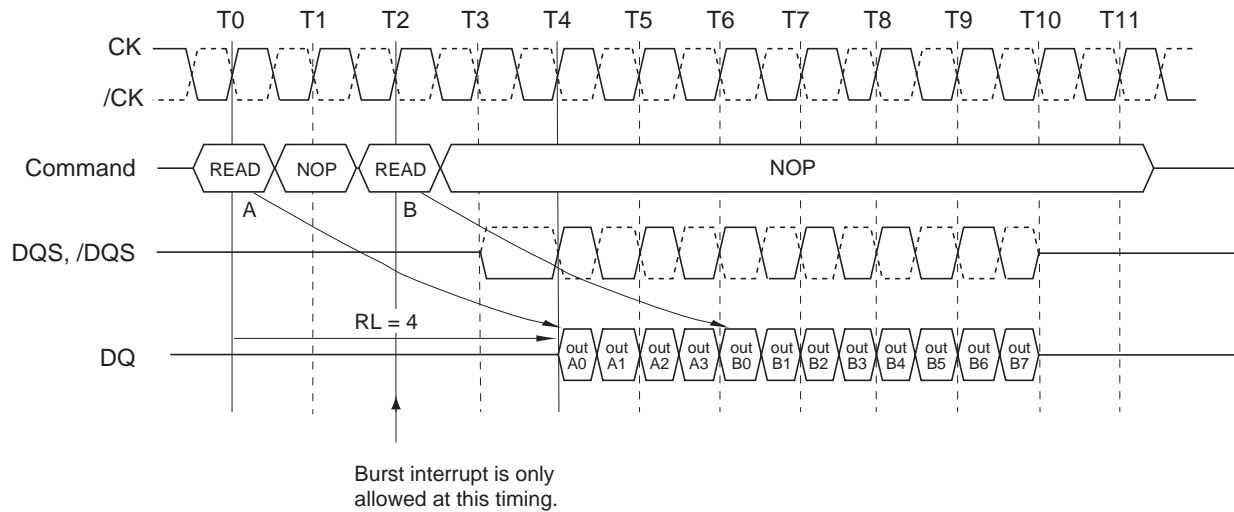 T0 T1 T2 T3 T4 T5 T6 T7 T8 T9 T10 T11
CK
/CK
Command READ NOP READ NOP
A B
DQS, /DQS
RL = 4
DQ
out out out out out out out out out out out out
A0 A1 A2 A3 B0 B1 B2 B3 B4 B5 B6 B7
Burst interrupt is only
allowed at this timing.